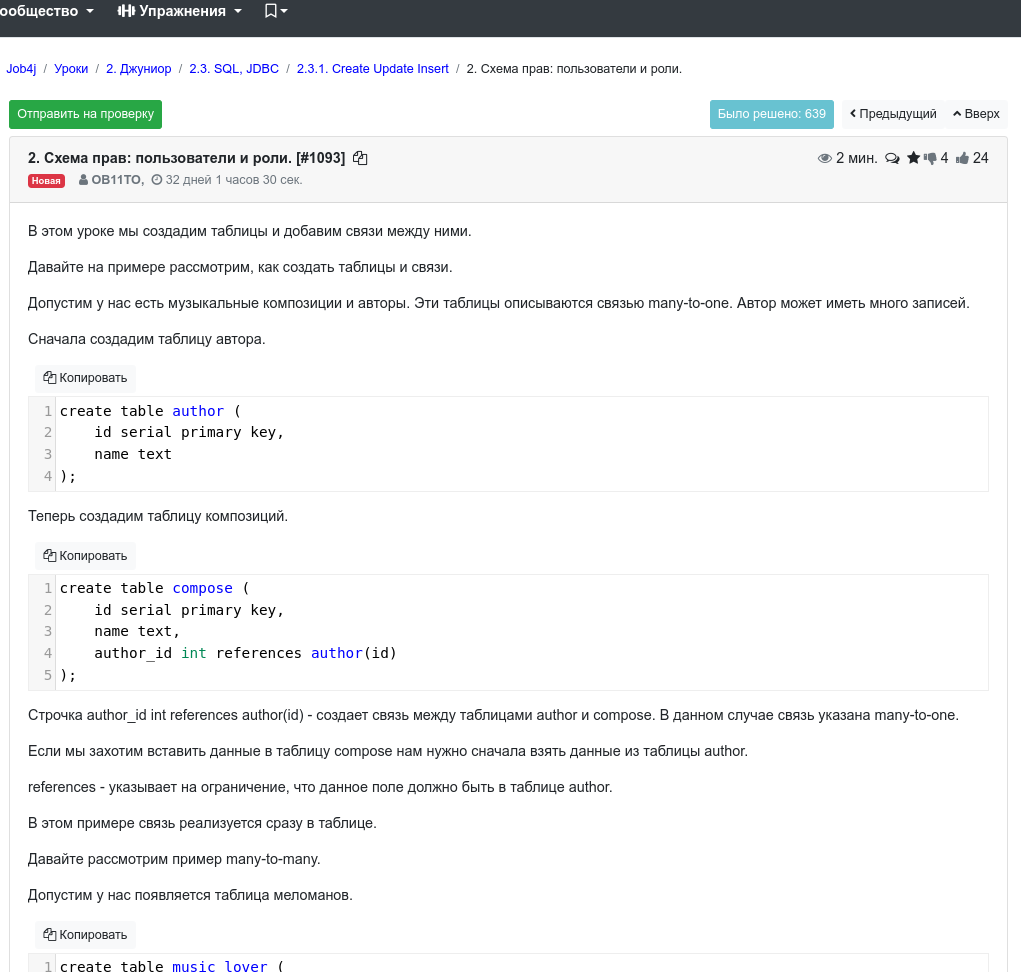 ообщество Упражнения
Job4j / Уроки / 2. Джуниор / 2.3. SQL, JDBC / 2.3.1. Create Update Insert / 2. Схема прав: пользователи и роли.
Отправить на проверку Было решено: 639 Предыдущий Вверх
2. Схема прав: пользователи и роли. [#1093] 2 мин. 4 24
Новая OB11TO, 32 дней 1 часов 30 сек.
В этом уроке мы создадим таблицы и добавим связи между ними.
Давайте на примере рассмотрим, как создать таблицы и связи.
Допустим у нас есть музыкальные композиции и авторы. Эти таблицы описываются связью many-to-one. Автор может иметь много записей.
Сначала создадим таблицу автора.
Копировать
1 create table author (
2     id serial primary key,
3     name text
4 );
Теперь создадим таблицу композиций.
Копировать
1 create table compose (
2     id serial primary key,
3     name text,
4     author_id int references author(id)
5 );
Строчка author_id int references author(id) - создает связь между таблицами author и compose. В данном случае связь указана many-to-one.
Если мы захотим вставить данные в таблицу compose нам нужно сначала взять данные из таблицы author.
references - указывает на ограничение, что данное поле должно быть в таблице author.
В этом примере связь реализуется сразу в таблице.
Давайте рассмотрим пример many-to-many.
Допустим у нас появляется таблица меломанов.
Копировать
1 create table music_lover (